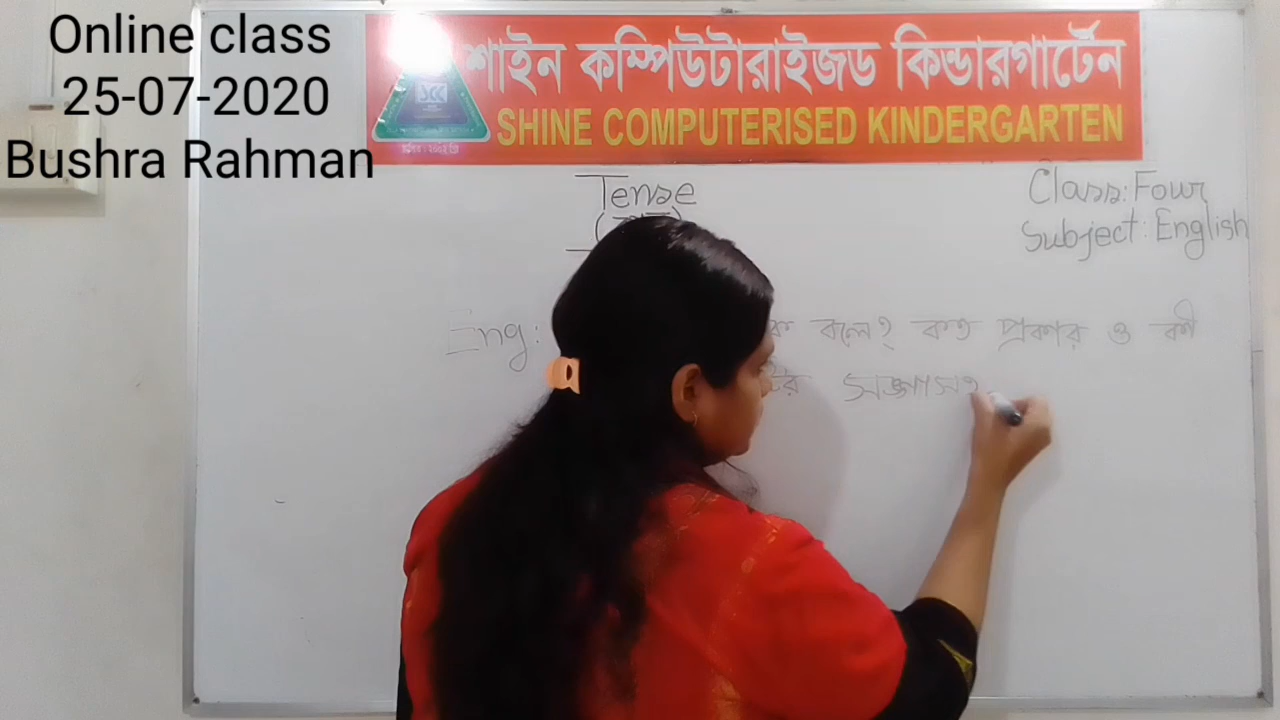 Online class
25-07-2020
Bushra Rahman
শাইন কম্পিউটারাইজড কিন্ডারগার্টেন
SHINE COMPUTERISED KINDERGARTEN
SCK
Tense
Class: Four
Subject: English
Eng: বলে? কত প্রকার ও কী
সজ্ঞাসহ